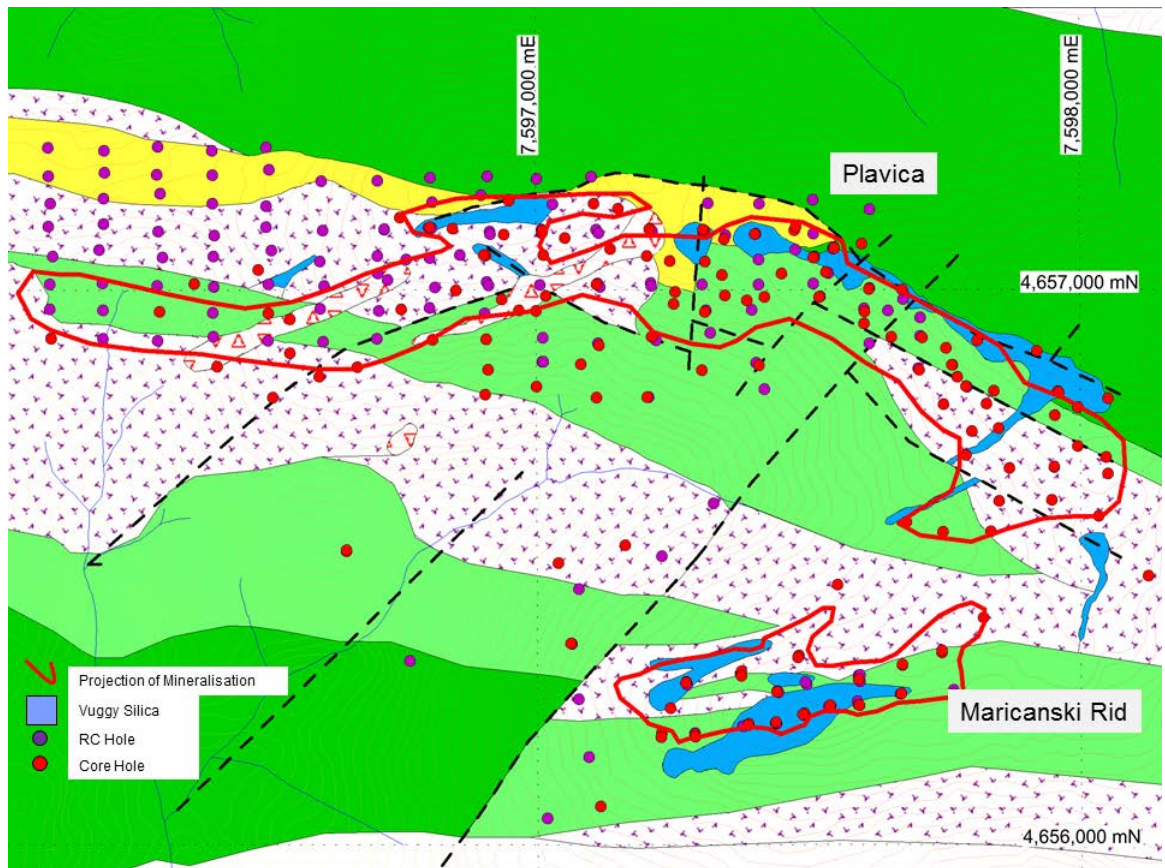 7,597,000 mE
7,598,000 mE
Plavica
4,657,000 mN
Projection of Mineralisation
Vuggy Silica
RC Hole
Core Hole
Maricanski Rid
4,656,000 mN